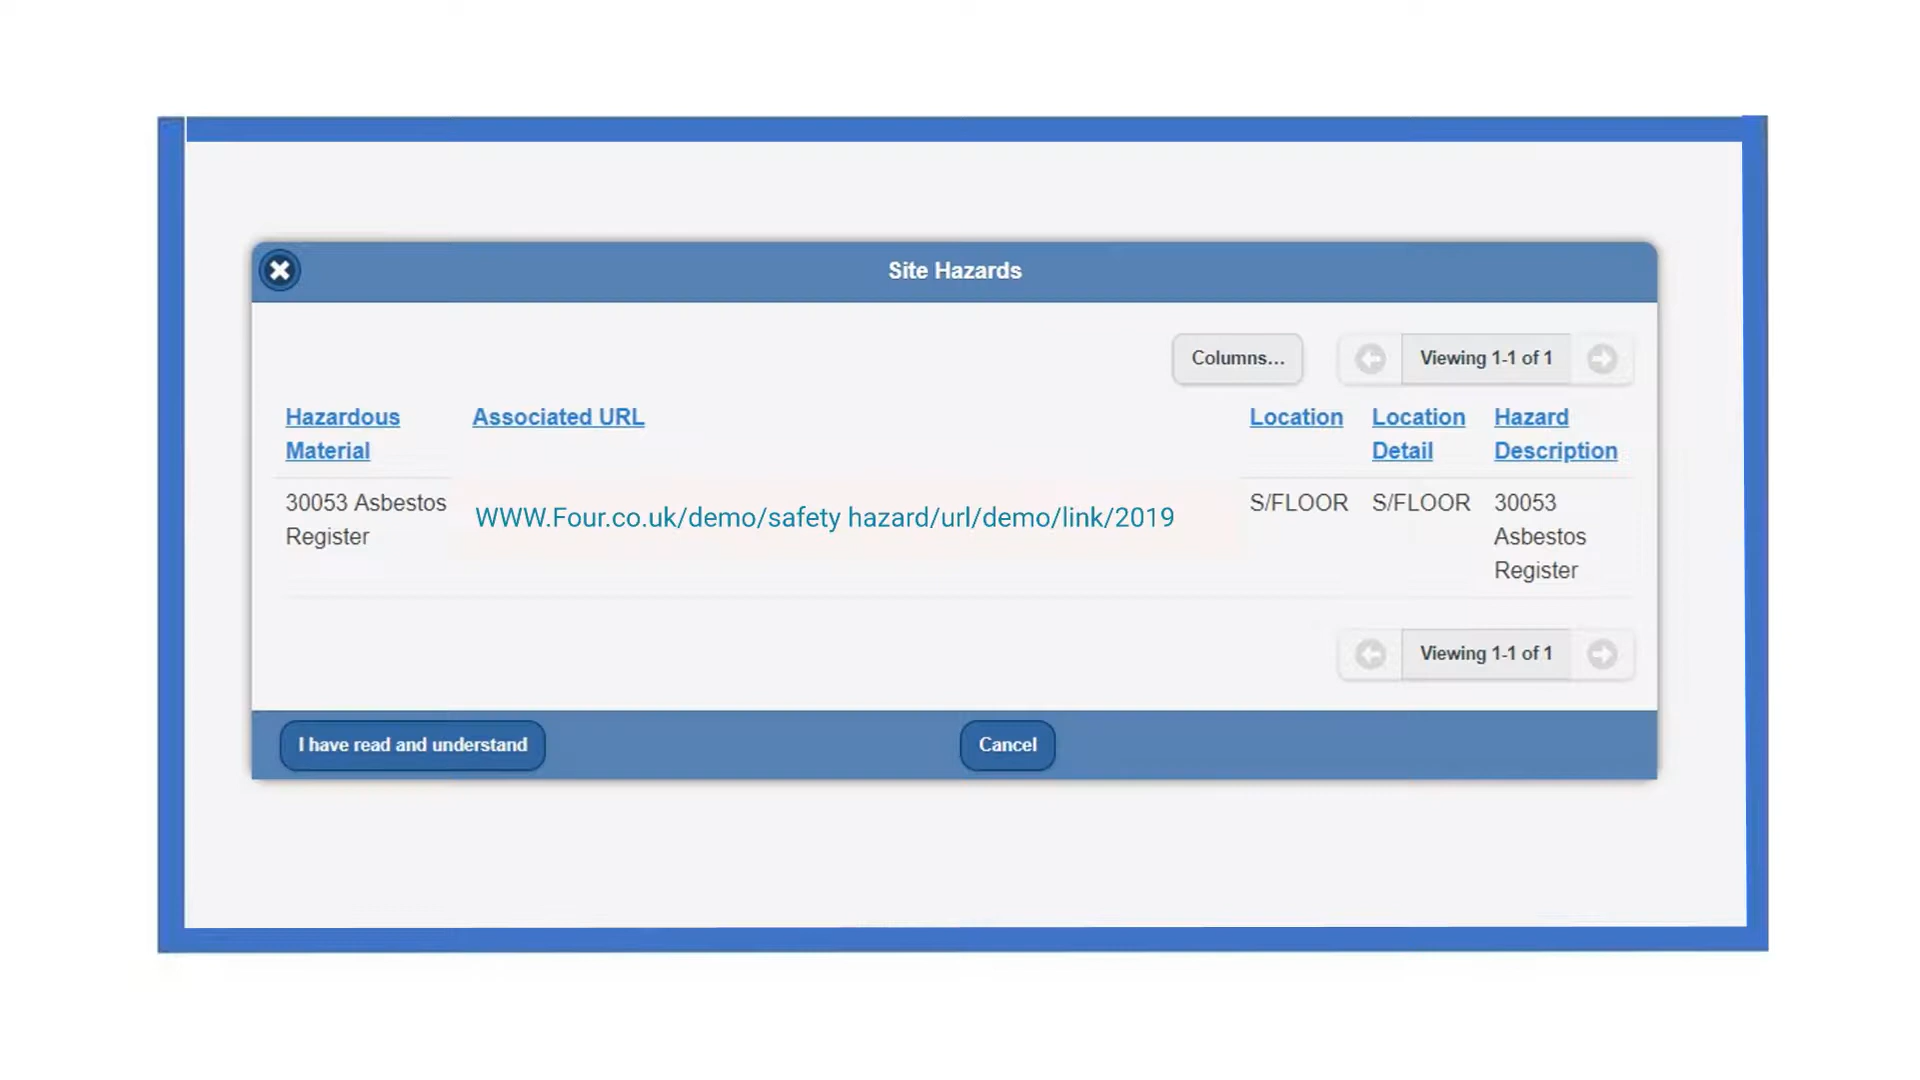 Site Hazards
Columns...
Viewing 1-1 of 1
Hazardous
Material
Associated URL
Location
Location
Detail
Hazard
Description
30053 Asbestos
Register
WWW.Four.co.uk/demo/safety hazard/url/demo/link/2019
S/FLOOR
S/FLOOR
30053
Asbestos
Register
Viewing 1-1 of 1
I have read and understand
Cancel